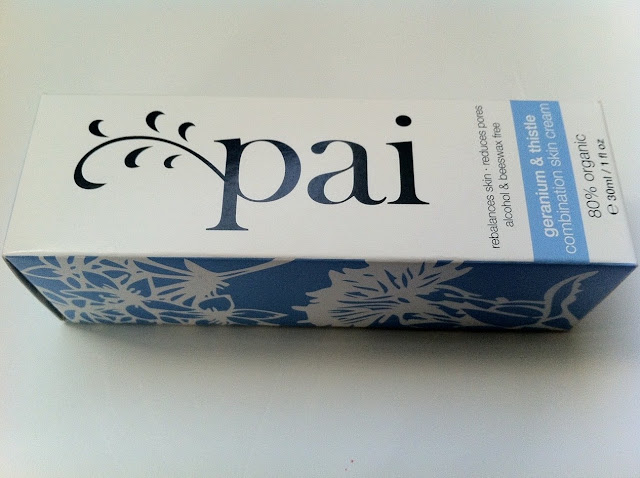 pai
rebalances skin · reduces pores
alcohol & beeswax free
geranium & thistle
combination skin cream
80% organic
℮ 30ml / 1 fl oz